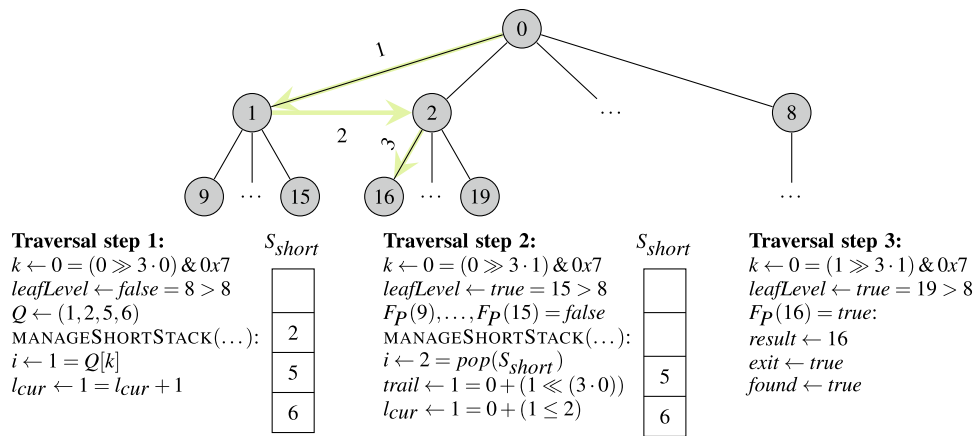 0
1
1
2
2
3
...
8
9
...
15
16
...
19
...
Traversal step 1:
k ← 0 = (0 ≫ 3 · 0) & 0x7
leafLevel ← false = 8 > 8
Q ← (1, 2, 5, 6)
MANAGESHORTSTACK(...):
i ← 1 = Q[k]
l_cur ← 1 = l_cur + 1
S_short
2
5
6
Traversal step 2:
k ← 0 = (0 ≫ 3 · 1) & 0x7
leafLevel ← true = 15 > 8
F_P(9), ..., F_P(15) = false
MANAGESHORTSTACK(...):
i ← 2 = pop(S_short)
trail ← 1 = 0 + (1 ≪ (3 · 0))
l_cur ← 1 = 0 + (1 ≤ 2)
S_short
5
6
Traversal step 3:
k ← 0 = (1 ≫ 3 · 1) & 0x7
leafLevel ← true = 19 > 8
F_P(16) = true:
result ← 16
exit ← true
found ← true